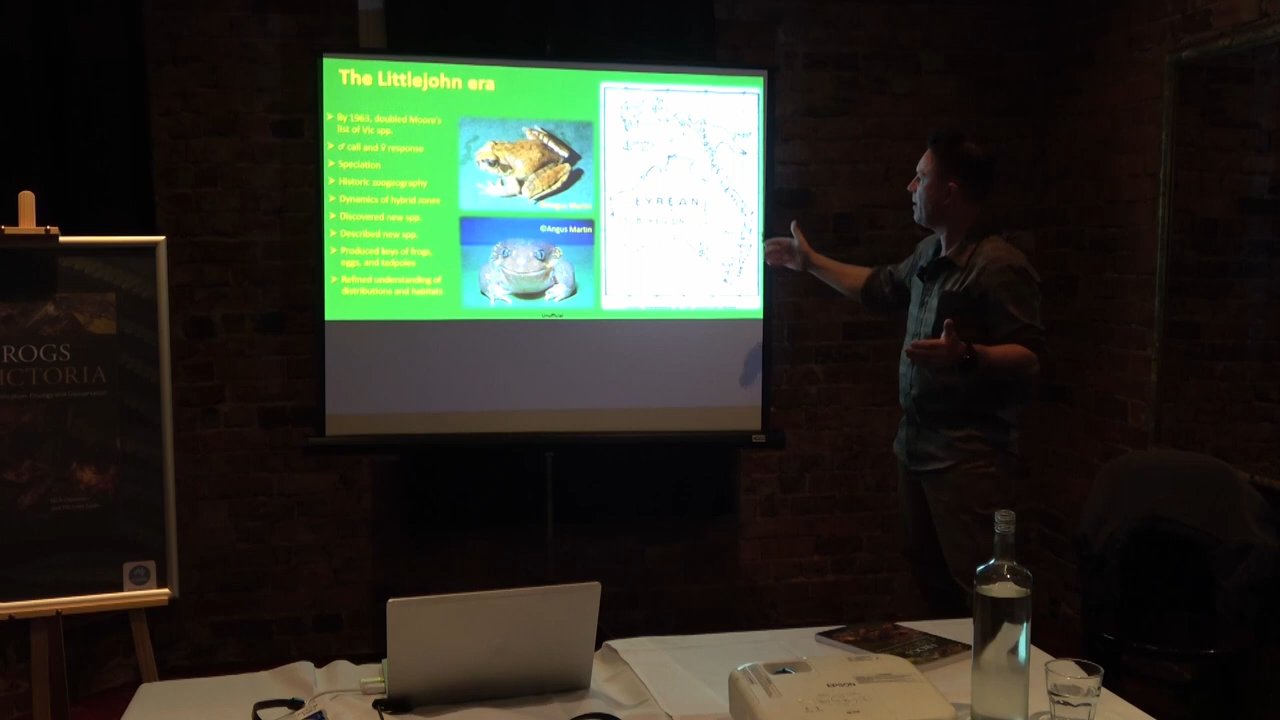 The Littlejohn era
➤ By 1963, doubled Moore's
list of Vic spp.
➤ ♂ call and ♀ response
➤ Speciation
➤ Historic zoogeography
➤ Dynamics of hybrid zones
➤ Discovered new spp.
➤ Described new spp.
➤ Produced keys of frogs,
eggs, and tadpoles
➤ Refined understanding of
distributions and habitats
©Angus Martin
©Angus Martin
EYREAN
ROGS
ICTORIA
EPSON